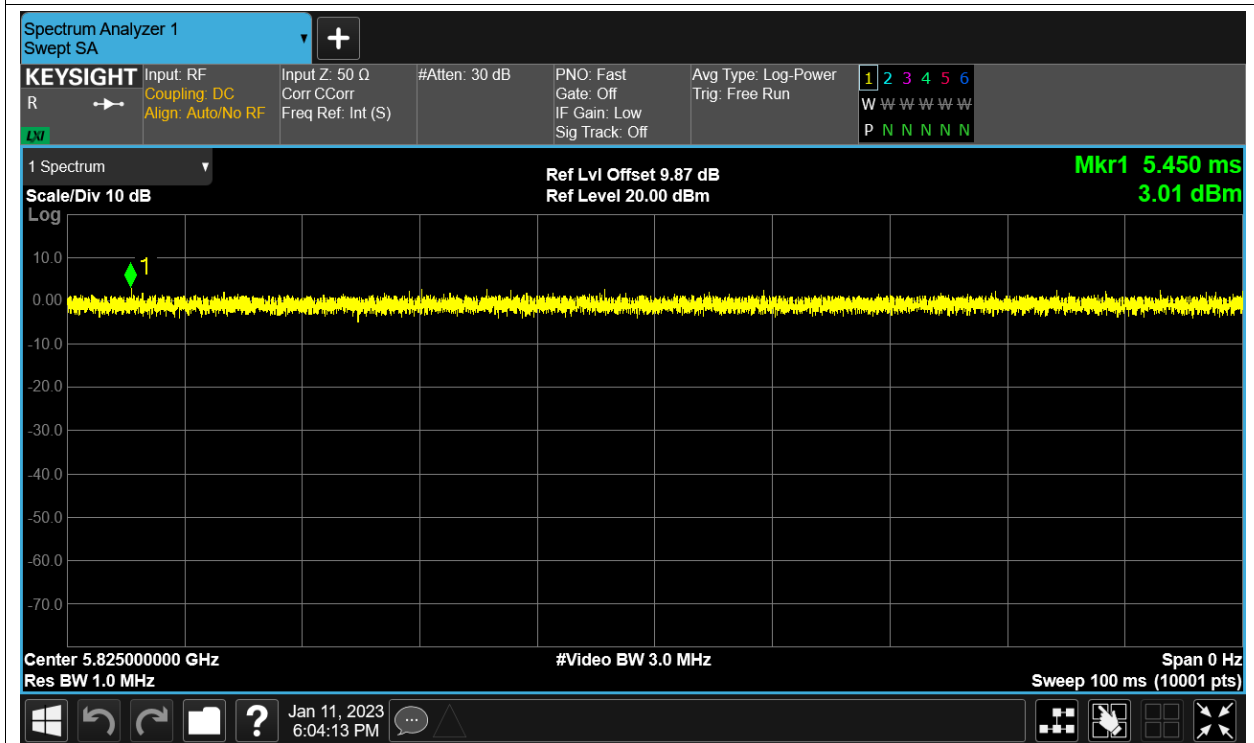 Spectrum Analyzer 1
Swept SA
+
KEYSIGHT
R
LXI
Input: RF
Coupling: DC
Align: Auto/No RF
Input Z: 50 Ω
Corr CCorr
Freq Ref: Int (S)
#Atten: 30 dB
PNO: Fast
Gate: Off
IF Gain: Low
Sig Track: Off
Avg Type: Log-Power
Trig: Free Run
1 2 3 4 5 6
W W W W W W
P N N N N N
1 Spectrum
Scale/Div 10 dB
Log
Ref Lvl Offset 9.87 dB
Ref Level 20.00 dBm
Mkr1 5.450 ms
3.01 dBm
1
10.0
0.00
-10.0
-20.0
-30.0
-40.0
-50.0
-60.0
-70.0
Center 5.825000000 GHz
Res BW 1.0 MHz
#Video BW 3.0 MHz
Span 0 Hz
Sweep 100 ms (10001 pts)
?
Jan 11, 2023
6:04:13 PM